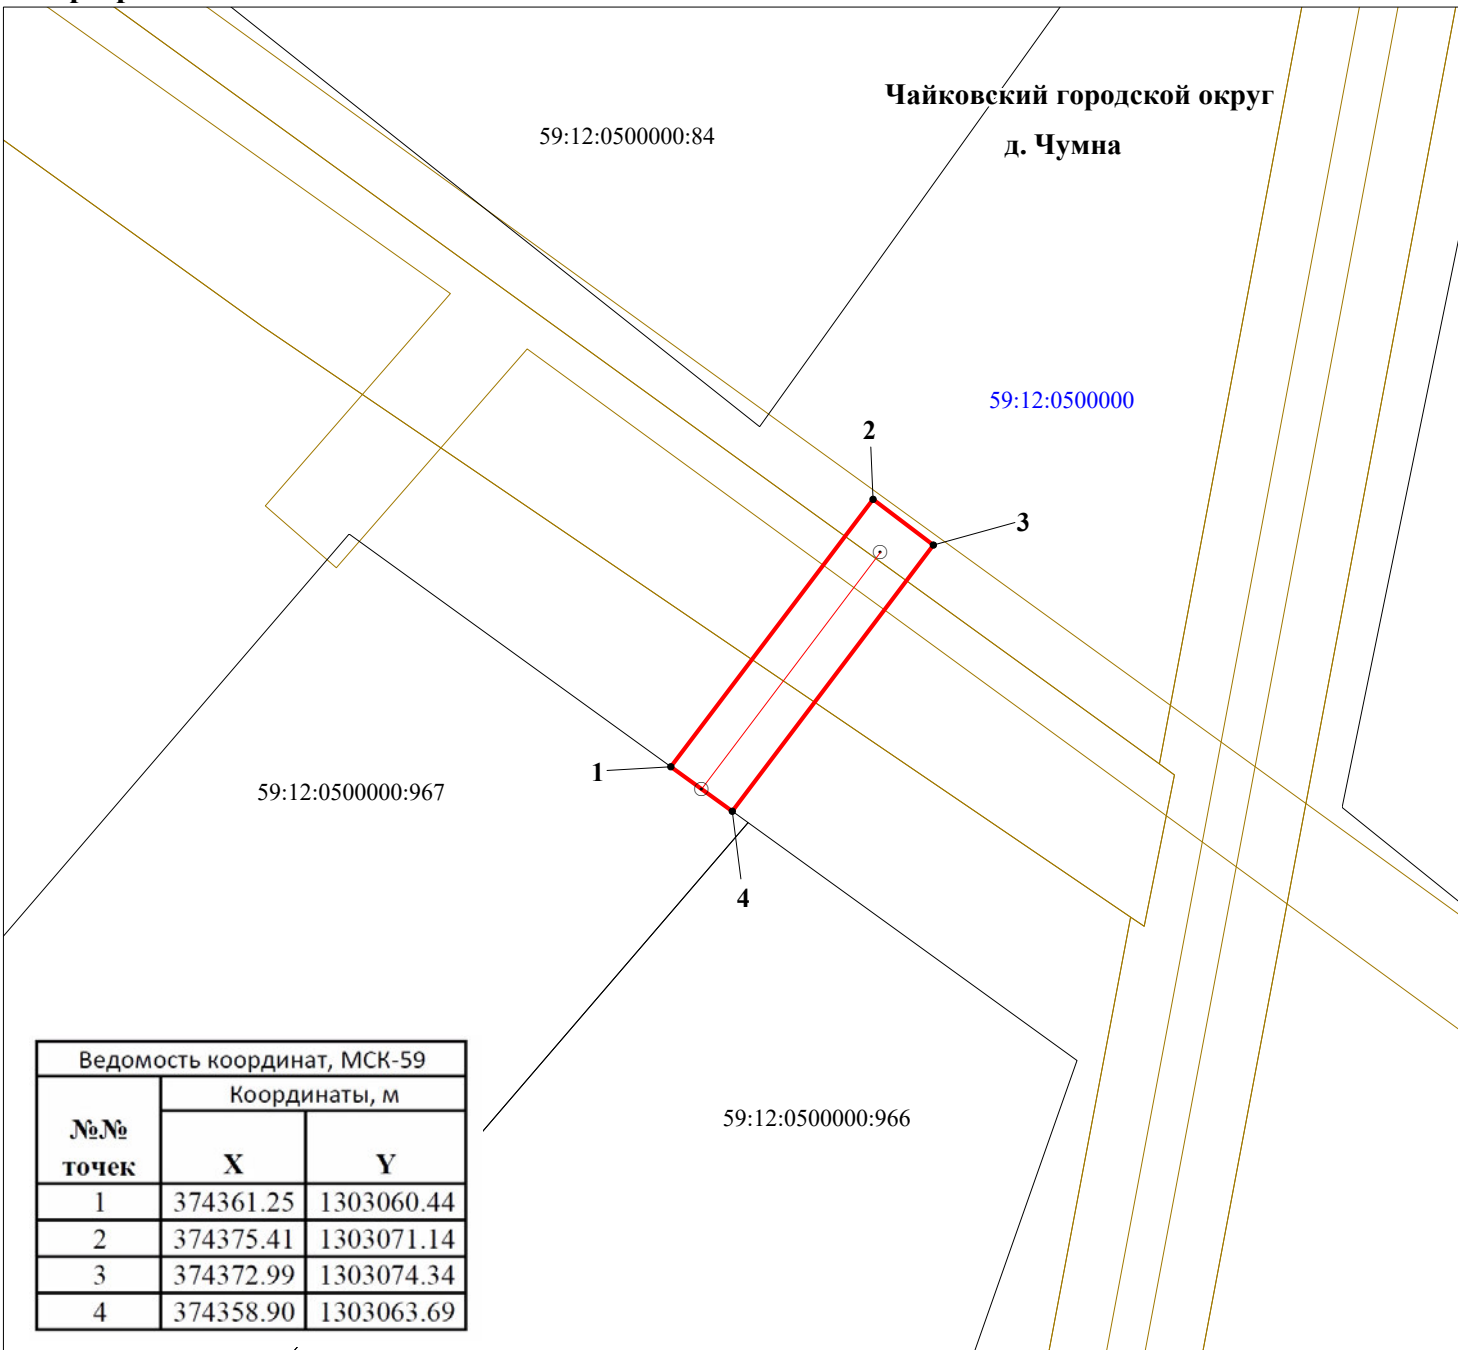 Чайковский городской округ
д. Чумна
59:12:0500000:84
59:12:0500000
2
3
1
4
59:12:0500000:967
59:12:0500000:966
Ведомость координат, МСК-59
№№ точек
Координаты, м
X Y
1 374361.25 1303060.44
2 374375.41 1303071.14
3 374372.99 1303074.34
4 374358.90 1303063.69